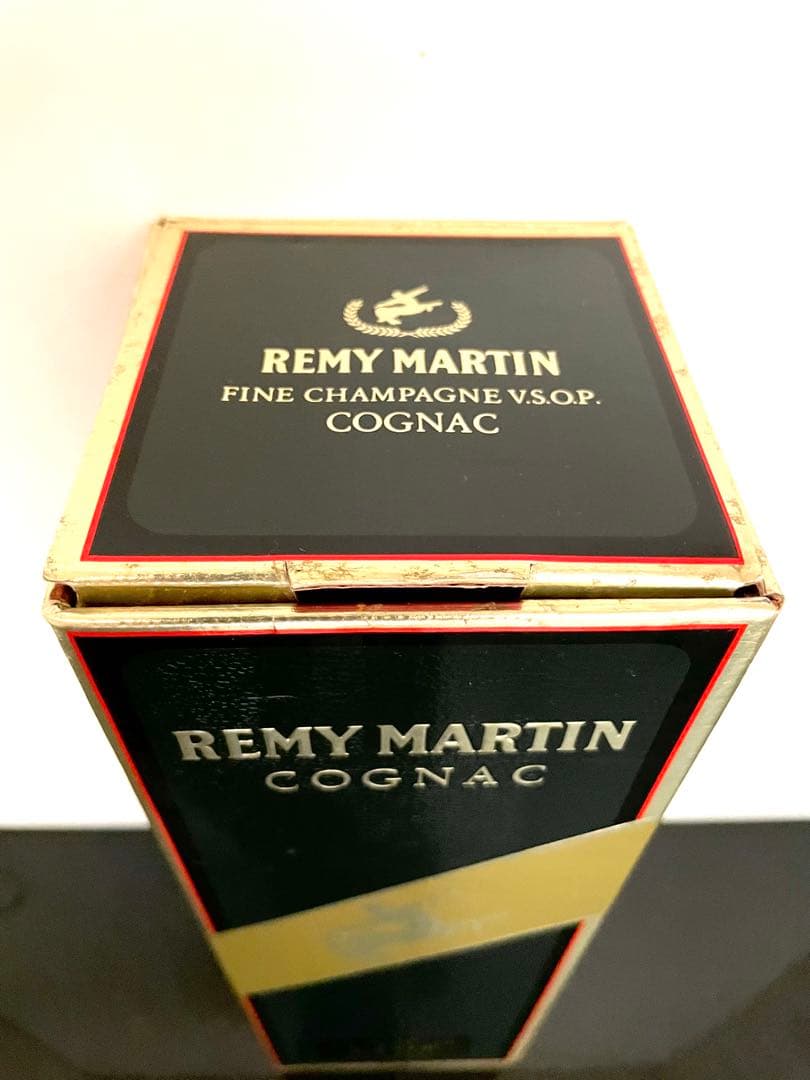 REMY MARTIN
FINE CHAMPAGNE V.S.O.P.
COGNAC
REMY MARTIN
COGNAC